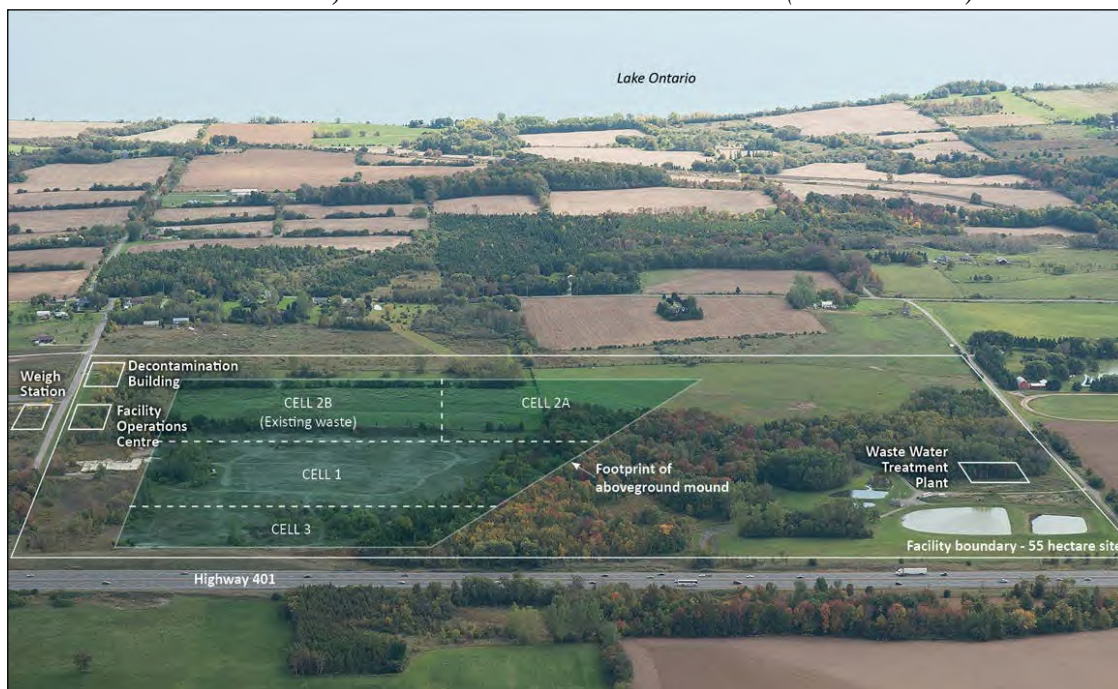 Lake Ontario
Weigh
Station
Decontamination
Building
Facility
Operations
Centre
CELL 2B
(Existing waste)
CELL 2A
CELL 1
CELL 3
Footprint of
aboveground mound
Waste Water
Treatment
Plant
Facility boundary - 55 hectare site
Highway 401